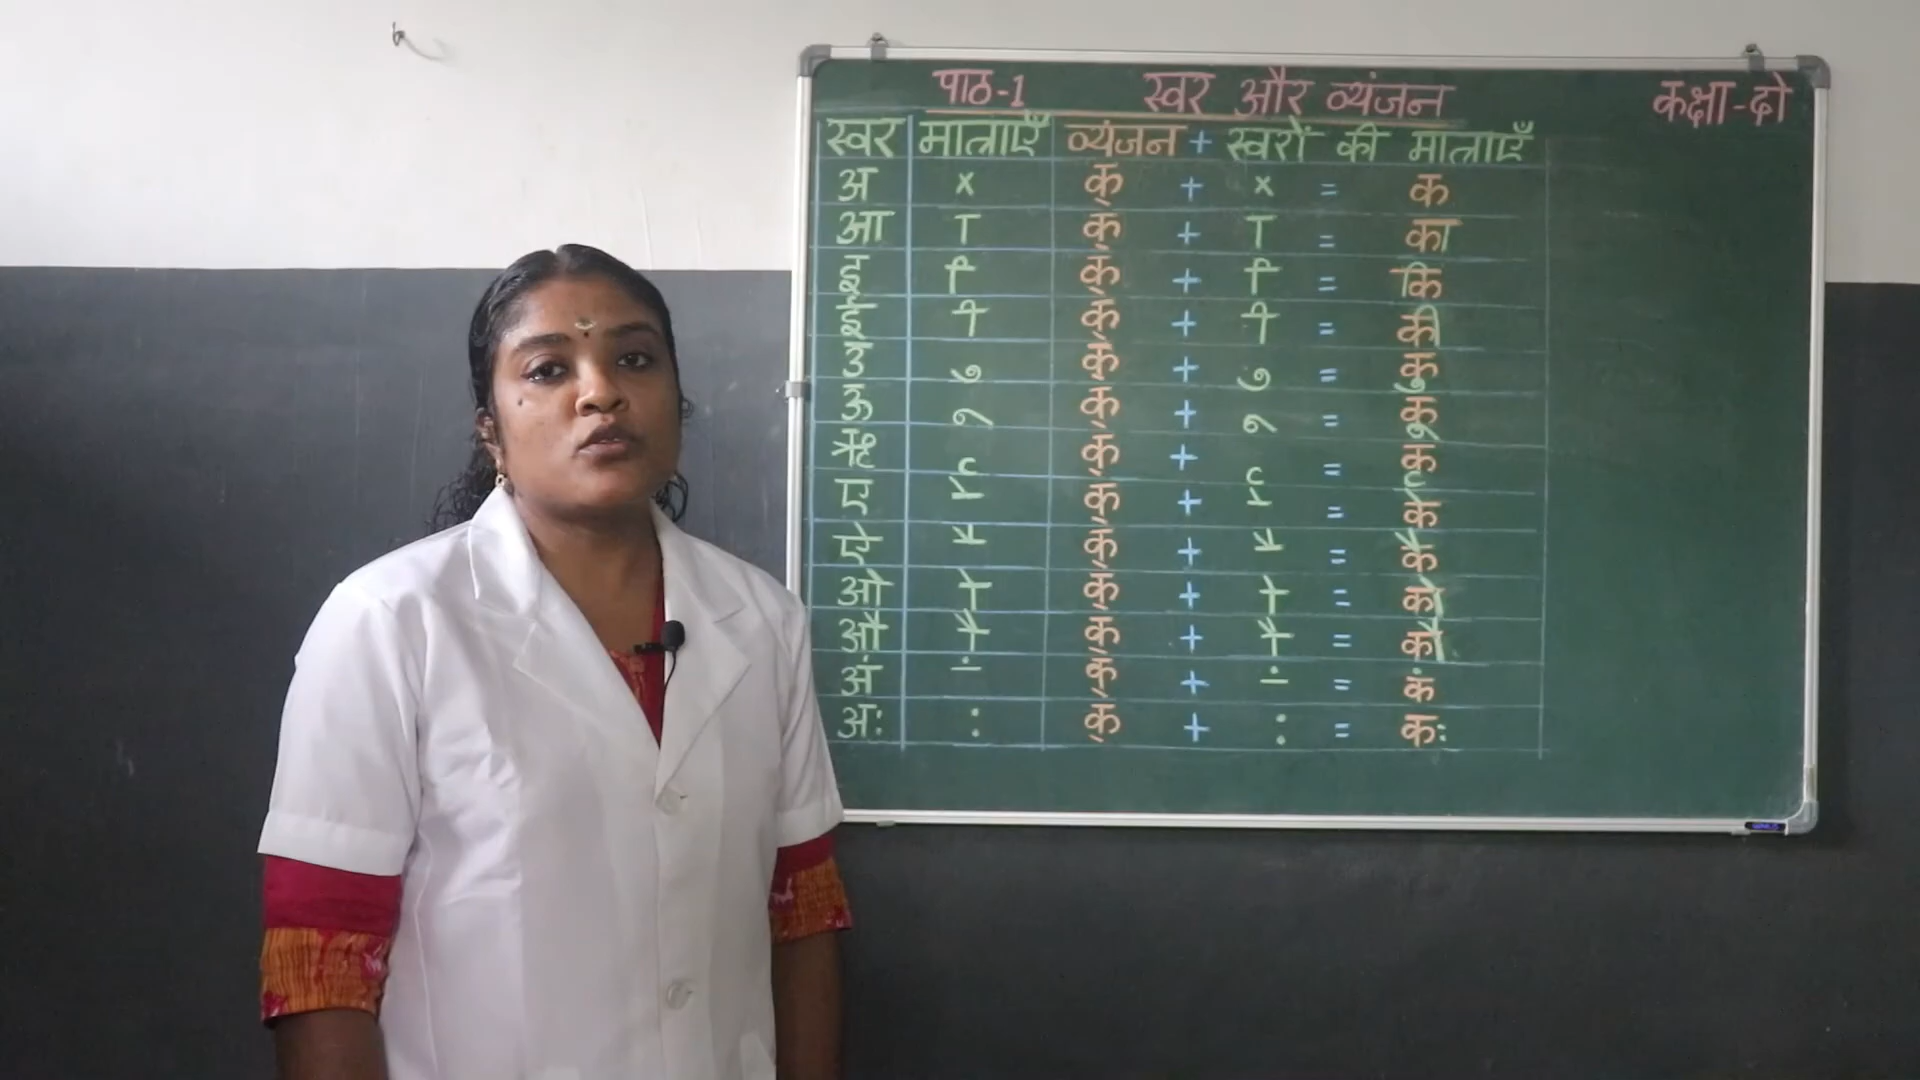 पाठ-1 स्वर और व्यंजन कक्षा-दो
स्वर मात्राएँ व्यंजन + स्वरों की मात्राएँ
अ x क् + x = क
आ ा क् + ा = का
इ ि क् + ि = कि
ई ी क् + ी = की
उ ु क् + ु = कु
ऊ ू क् + ू = कू
ऋ ृ क् + ृ = कृ
ए े क् + े = के
ऐ ै क् + ै = कै
ओ ो क् + ो = को
औ ौ क् + ौ = कौ
अं ं क् + ं = कं
अः ः क् + ः = कः